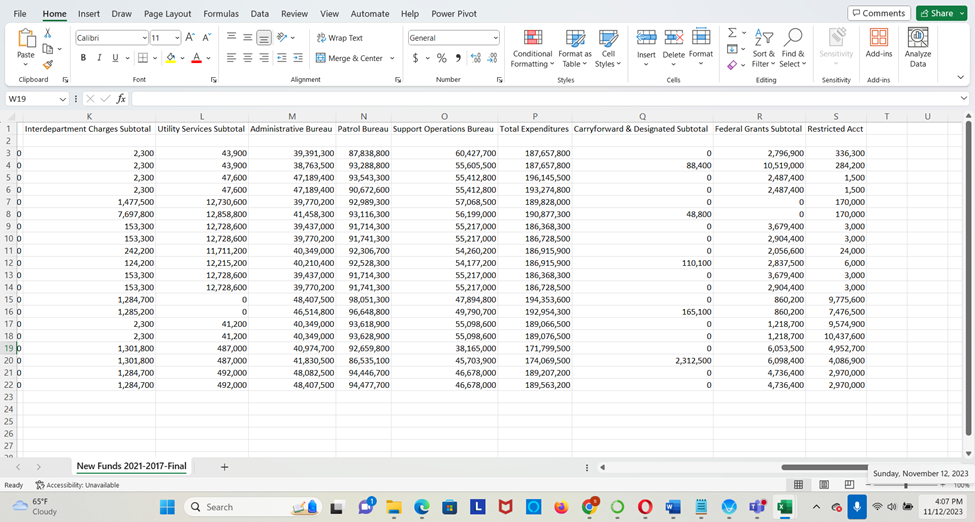 File Home Insert Draw Page Layout Formulas Data Review View Automate Help Power Pivot Comments Share
Paste Calibri 11 A A Wrap Text General Conditional Formatting Format as Table Cell Styles Insert Delete Format Sort & Filter Find & Select Sensitivity Add-ins Analyze Data
B I U A Merge & Center $ % ,
Clipboard Font Alignment Number Styles Cells Editing Sensitivity Add-ins
W19 fx
K L M N O P Q R S T U
1 Interdepartment Charges Subtotal Utility Services Subtotal Administrative Bureau Patrol Bureau Support Operations Bureau Total Expenditures Carryforward & Designated Subtotal Federal Grants Subtotal Restricted Acct
2
3 0 2,300 43,900 39,391,300 87,838,800 60,427,700 187,657,800 0 2,796,900 336,300
4 0 2,300 43,900 38,763,500 93,288,800 55,605,500 187,657,800 88,400 10,519,000 284,200
5 0 2,300 47,600 47,189,400 93,543,300 55,412,800 196,145,500 0 2,487,400 1,500
6 0 2,300 47,600 47,189,400 90,672,600 55,412,800 193,274,800 0 2,487,400 1,500
7 0 1,477,500 12,730,600 39,770,200 92,989,300 57,068,500 189,828,000 0 0 170,000
8 0 7,697,800 12,858,800 41,458,300 93,116,300 56,199,000 190,877,300 48,800 0 170,000
9 0 153,300 12,728,600 39,437,000 91,714,300 55,217,000 186,368,300 0 3,679,400 3,000
10 0 153,300 12,728,600 39,770,200 91,741,300 55,217,000 186,728,500 0 2,904,400 3,000
11 0 242,200 11,711,200 40,349,000 92,306,700 54,260,200 186,915,900 0 2,056,600 24,000
12 0 124,200 12,215,200 40,210,400 92,528,300 54,177,200 186,915,900 110,100 2,837,500 6,000
13 0 153,300 12,728,600 39,437,000 91,714,300 55,217,000 186,368,300 0 3,679,400 3,000
14 0 153,300 12,728,600 39,770,200 91,741,300 55,217,000 186,728,500 0 2,904,400 3,000
15 0 1,284,700 0 48,407,500 98,051,300 47,894,800 194,353,600 0 860,200 9,775,600
16 0 1,285,200 0 46,514,800 96,648,800 49,790,700 192,954,300 165,100 860,200 7,476,500
17 0 2,300 41,200 40,349,000 93,618,900 55,098,600 189,066,500 0 1,218,700 9,574,900
18 0 2,300 41,200 40,349,000 93,628,900 55,098,600 189,076,500 0 1,218,700 10,437,600
19 0 1,301,800 487,000 40,974,700 92,659,800 38,165,000 171,799,500 0 6,053,500 4,952,700
20 0 1,301,800 487,000 41,830,500 86,535,100 45,703,900 174,069,500 2,312,500 6,098,400 4,086,900
21 0 1,284,700 492,000 48,082,500 94,446,700 46,678,000 189,207,200 0 4,736,400 2,970,000
22 0 1,284,700 492,000 48,407,500 94,477,700 46,678,000 189,563,200 0 4,736,400 2,970,000
23
24
25
26
27
New Funds 2021-2017-Final
Sunday, November 12, 2023
Ready Accessibility: Unavailable 100%
65°F
Cloudy
Search
4:07 PM
11/12/2023